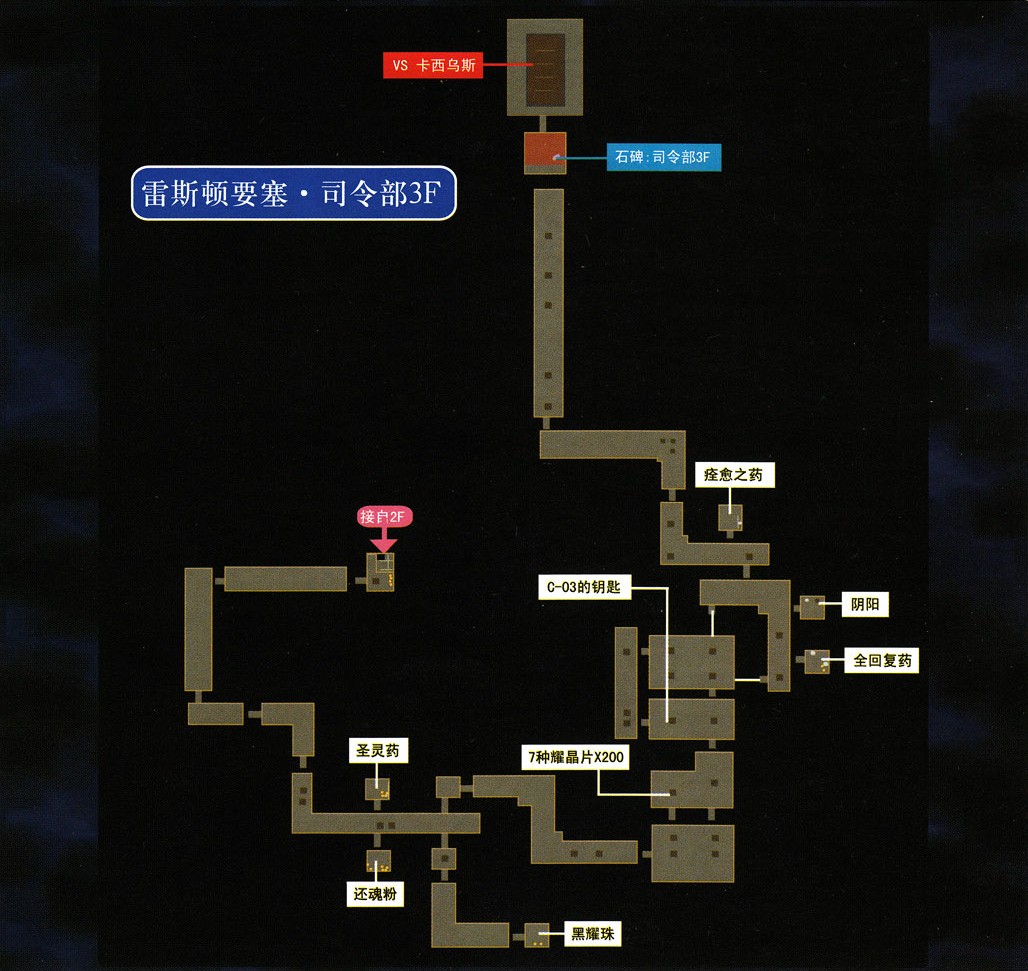 VS 卡西乌斯
石碑:司令部3F
雷斯顿要塞·司令部3F
痊愈之药
接自2F
C-03的钥匙
阴阳
全回复药
圣灵药
7种耀晶片X200
还魂粉
黑耀珠